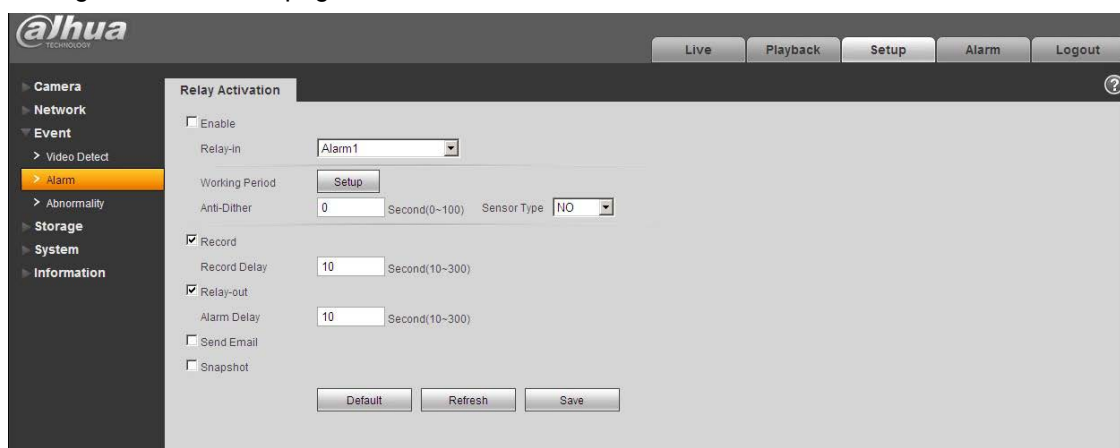 alhua
TECHNOLOGY
Live Playback Setup Alarm Logout
Camera
Network
Event
> Video Detect
> Alarm
> Abnormality
Storage
System
Information
Relay Activation
?
Enable
Relay-in Alarm1
Working Period Setup
Anti-Dither 0 Second(0~100) Sensor Type NO
Record
Record Delay 10 Second(10~300)
Relay-out
Alarm Delay 10 Second(10~300)
Send Email
Snapshot
Default Refresh Save